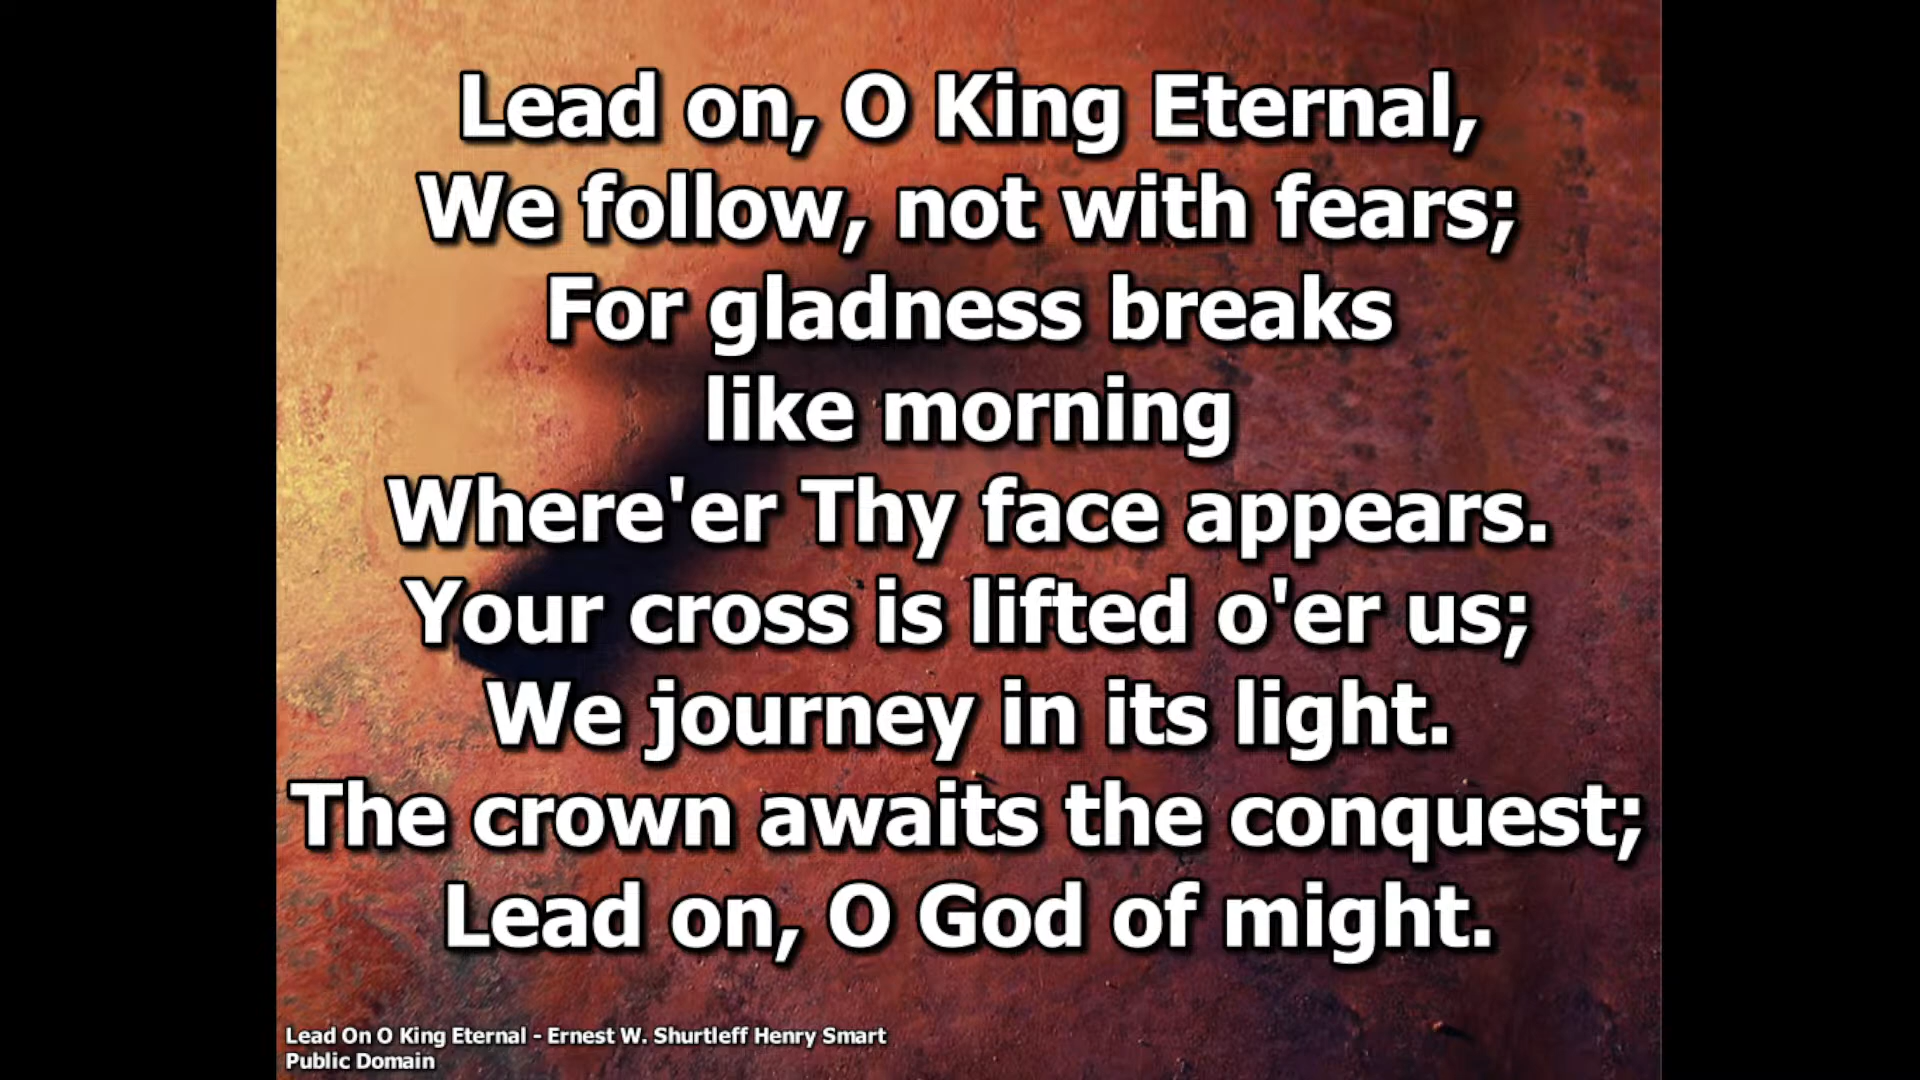 Lead on, O King Eternal,
We follow, not with fears;
For gladness breaks
like morning
Where'er Thy face appears.
Your cross is lifted o'er us;
We journey in its light.
The crown awaits the conquest;
Lead on, O God of might.
Lead On O King Eternal - Ernest W. Shurtleff Henry Smart
Public Domain